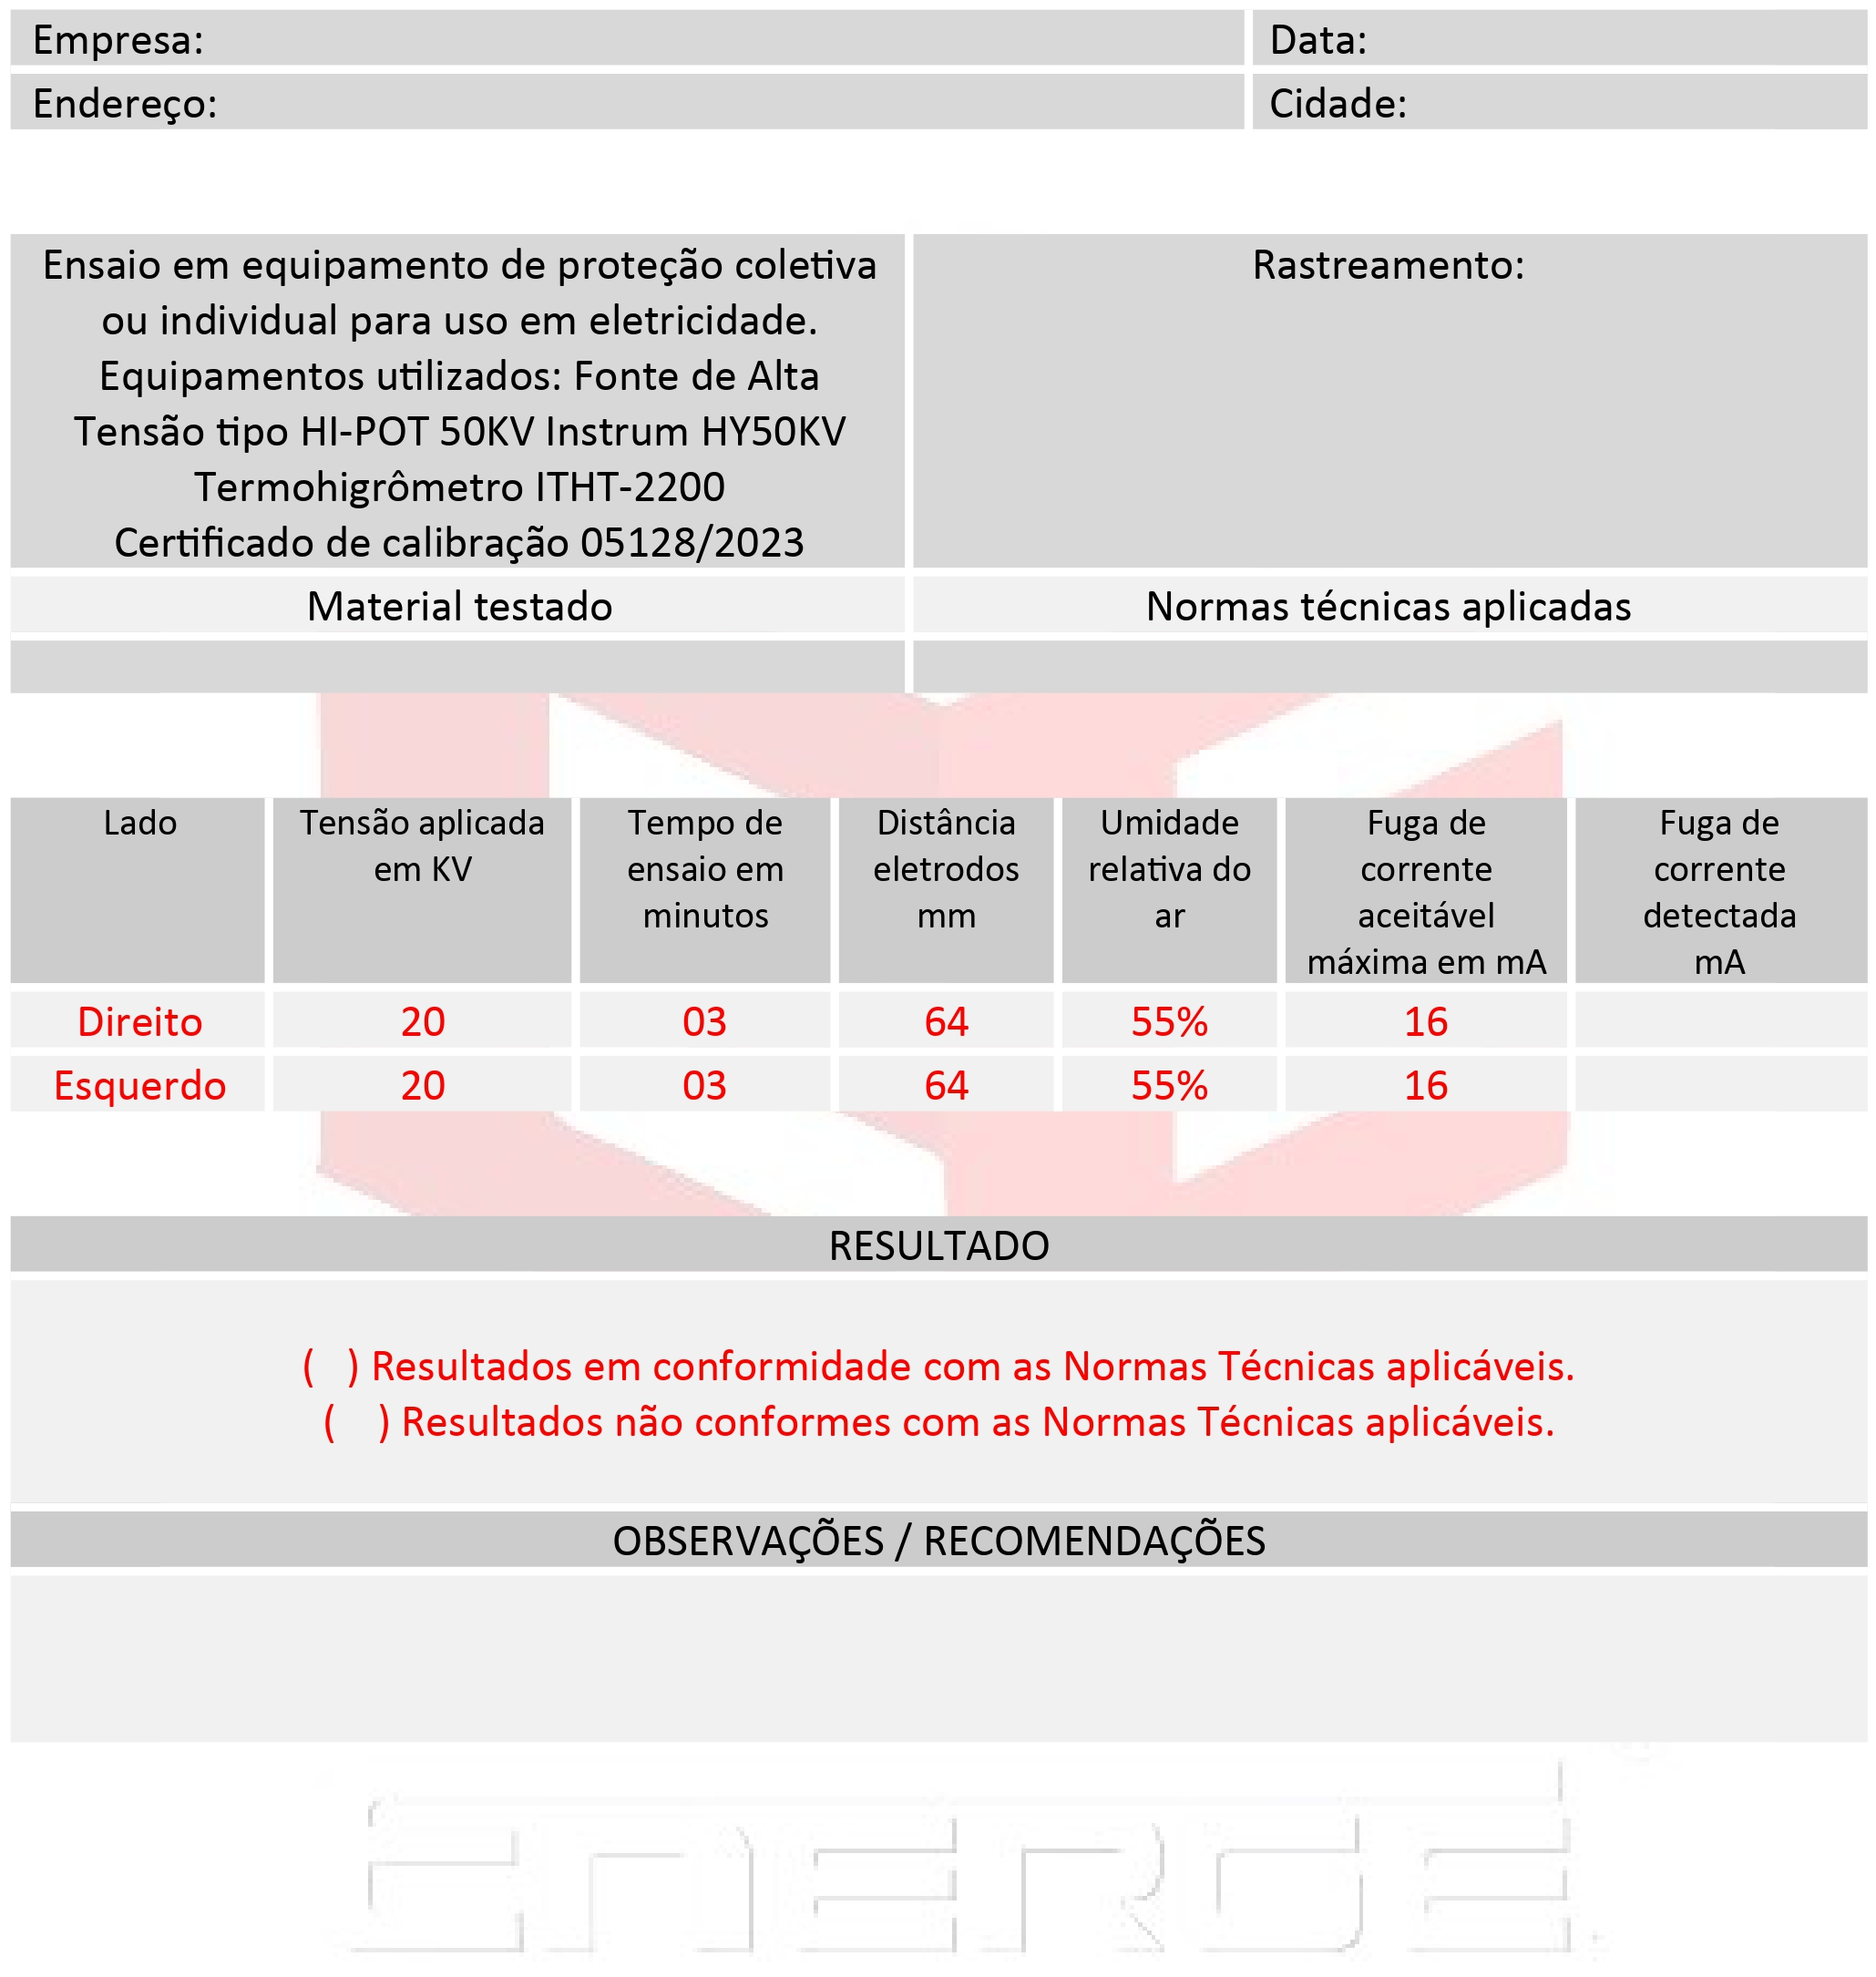 Empresa:
Data:
Endereço:
Cidade:
Ensaio em equipamento de proteção coletiva
ou individual para uso em eletricidade.
Equipamentos utilizados: Fonte de Alta
Tensão tipo HI-POT 50KV Instrum HY50KV
Termohigrômetro ITHT-2200
Certificado de calibração 05128/2023
Rastreamento:
Material testado
Normas técnicas aplicadas
Lado
Tensão aplicada
em KV
Tempo de
ensaio em
minutos
Distância
eletrodos
mm
Umidade
relativa do
ar
Fuga de
corrente
aceitável
máxima em mA
Fuga de
corrente
detectada
mA
Direito 20 03 64 55% 16
Esquerdo 20 03 64 55% 16
RESULTADO
(   ) Resultados em conformidade com as Normas Técnicas aplicáveis.
(    ) Resultados não conformes com as Normas Técnicas aplicáveis.
OBSERVAÇÕES / RECOMENDAÇÕES